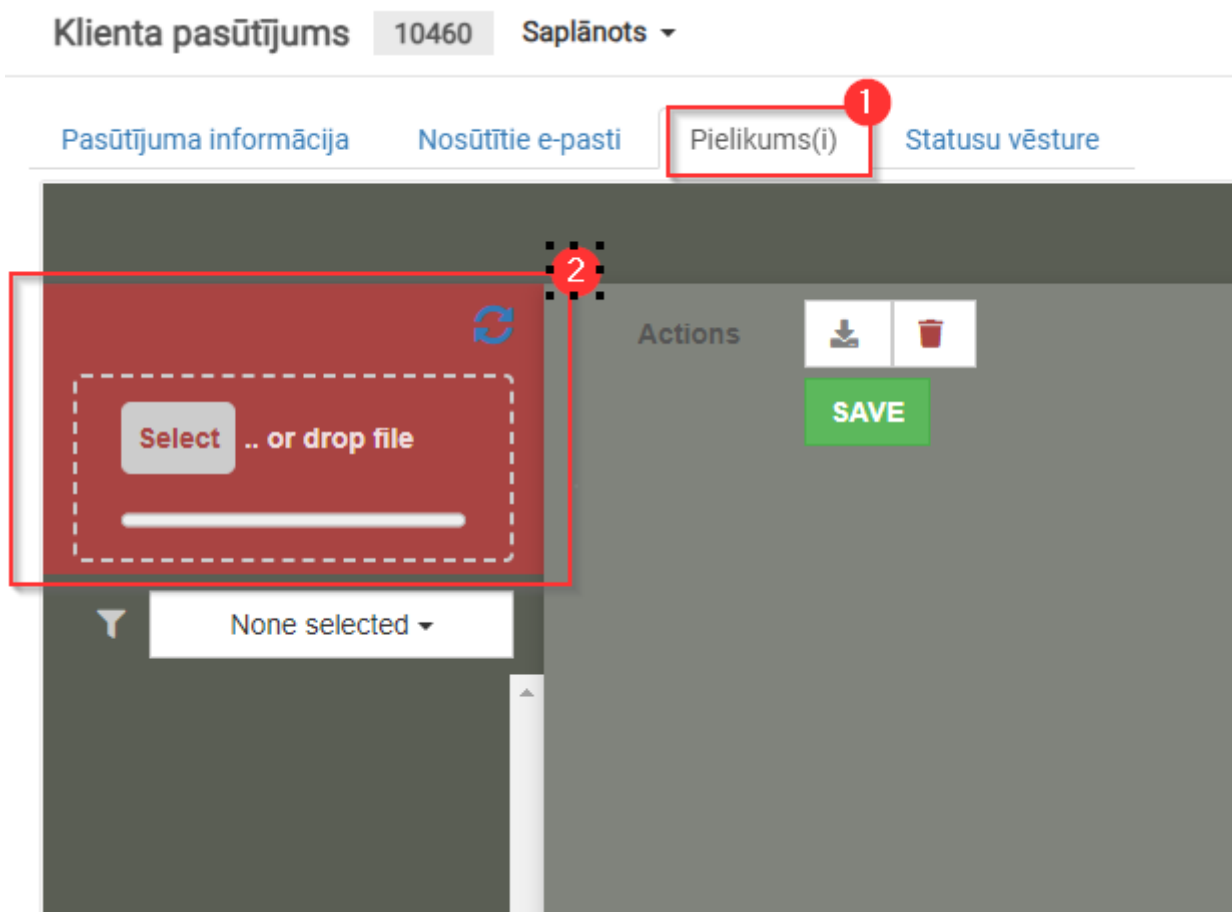 Klienta pasūtījums 10460 Saplānots
1
Pasūtījuma informācija Nosūtītie e-pasti Pielikums(i) Statusu vēsture
2
Actions
SAVE
Select .. or drop file
None selected